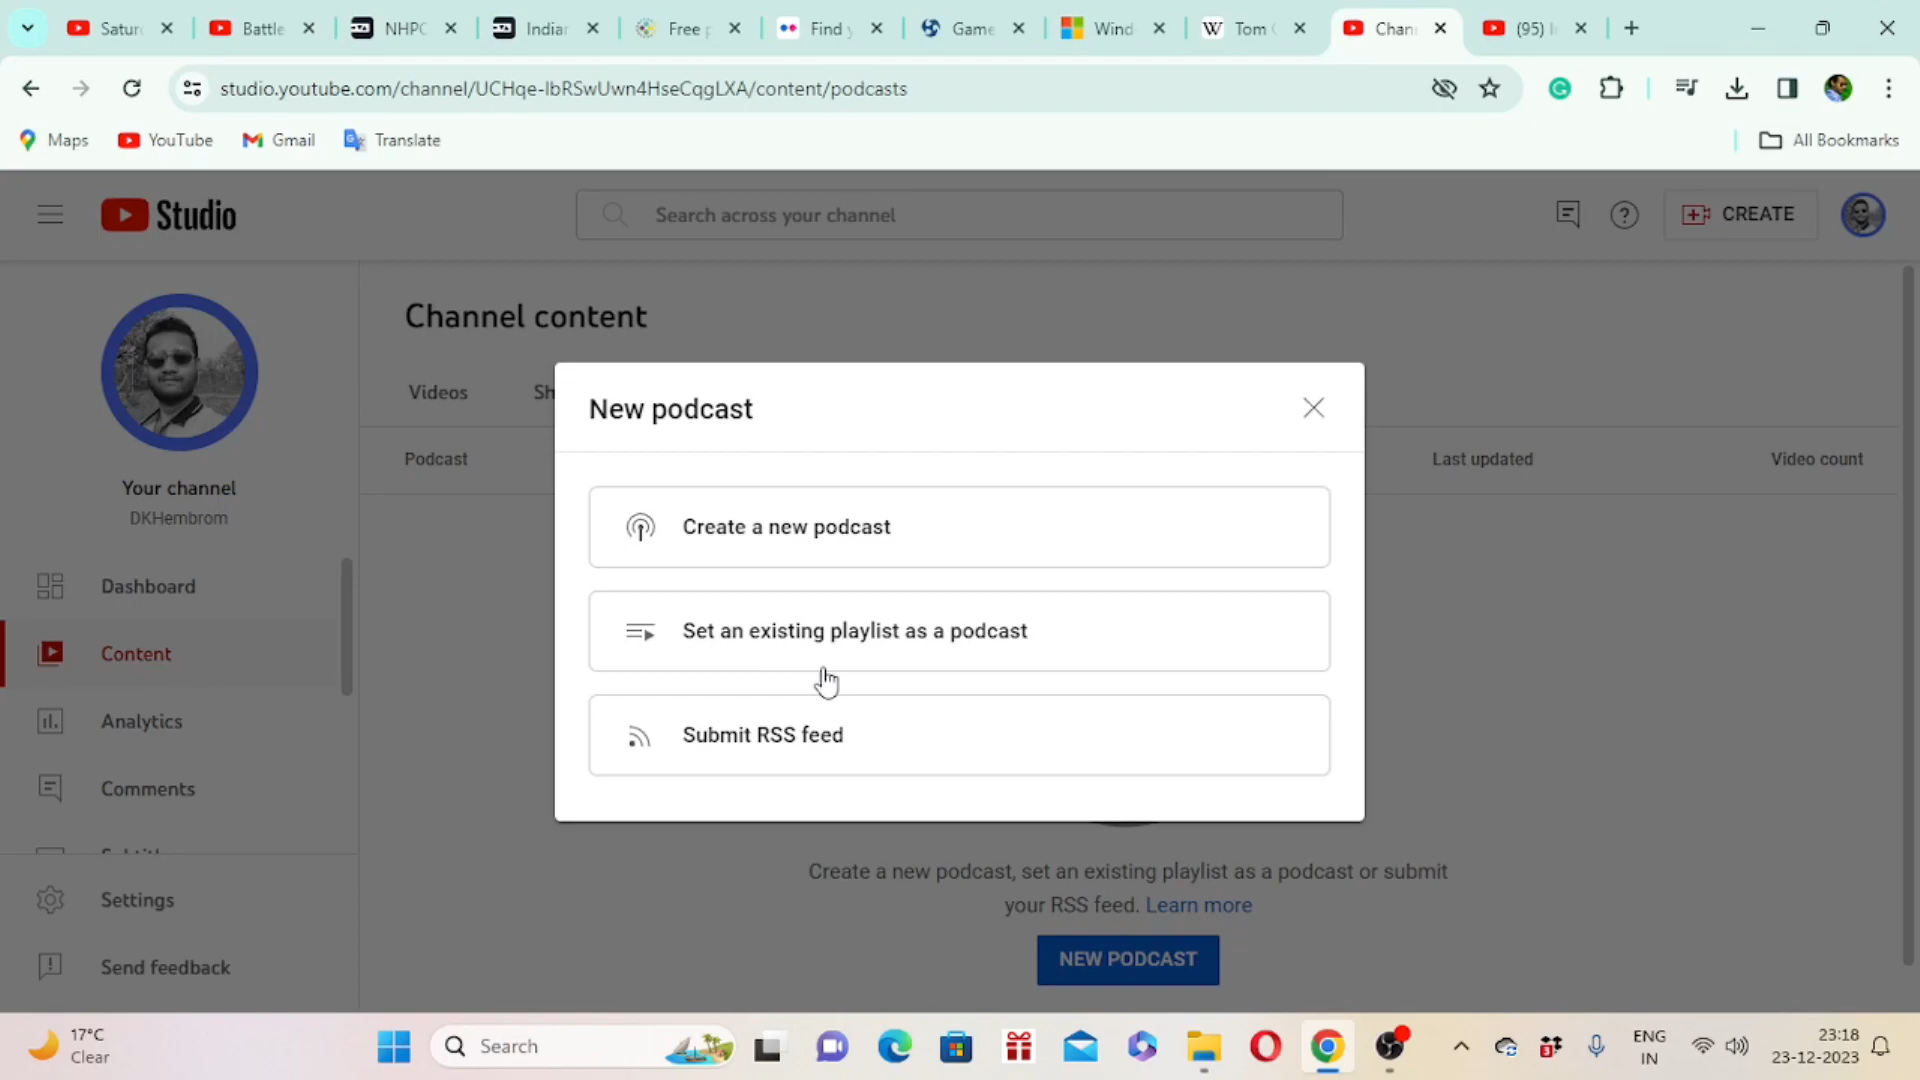 Satur
Battle
NHPC
Indian
Free p
Find y
Game
Wind
Tom C
Chan
(95) I
studio.youtube.com/channel/UCHqe-lbRSwUwn4HseCqgLXA/content/podcasts
Maps
YouTube
Gmail
Translate
All Bookmarks
Studio
Search across your channel
CREATE
Channel content
Videos
Sh
New podcast
Podcast
Last updated
Video count
Your channel
DKHembrom
Create a new podcast
Dashboard
Set an existing playlist as a podcast
Content
Analytics
Submit RSS feed
Comments
Create a new podcast, set an existing playlist as a podcast or submit
your RSS feed. Learn more
Settings
NEW PODCAST
Send feedback
17°C
Clear
Search
3
ENG
IN
23:18
23-12-2023